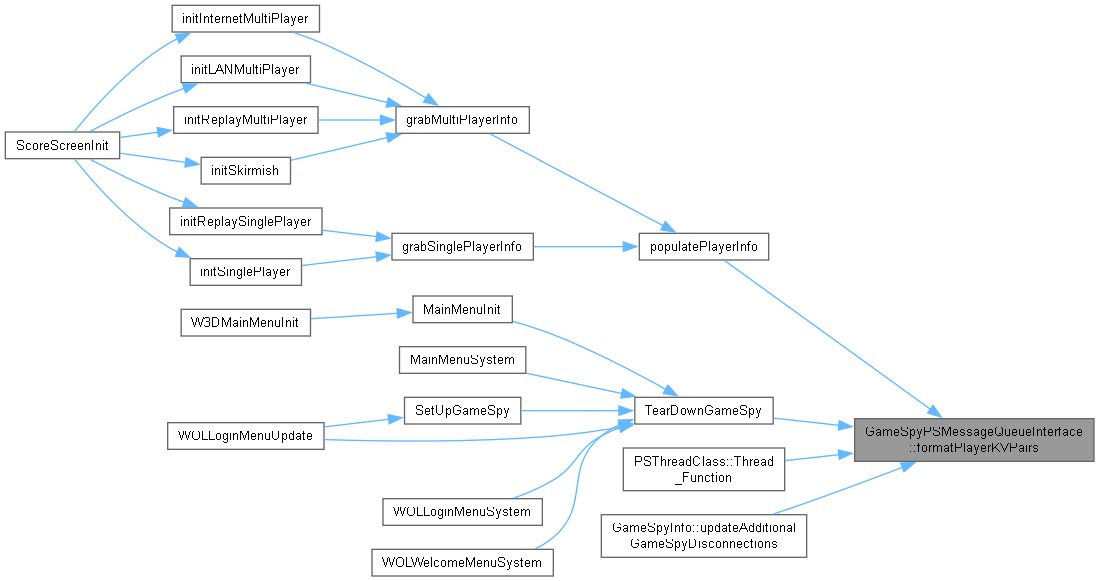 initInternetMultiPlayer
initLANMultiPlayer
initReplayMultiPlayer
grabMultiPlayerInfo
ScoreScreenInit
initSkirmish
initReplaySinglePlayer
grabSinglePlayerInfo
populatePlayerInfo
initSinglePlayer
MainMenuInit
W3DMainMenuInit
MainMenuSystem
SetUpGameSpy
TearDownGameSpy
WOLLoginMenuUpdate
GameSpyPSMessageQueueInterface
::formatPlayerKVPairs
PSThreadClass::Thread
_Function
WOLLoginMenuSystem
GameSpyInfo::updateAdditional
GameSpyDisconnections
WOLWelcomeMenuSystem